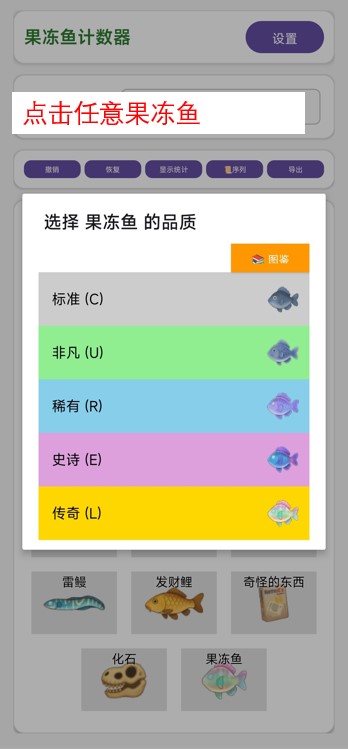 果冻鱼计数器
设置
点击任意果冻鱼
撤销
恢复
显示统计
📜序列
导出
选择 果冻鱼 的品质
📚 图鉴
标准 (C)
非凡 (U)
稀有 (R)
史诗 (E)
传奇 (L)
雷鳗
发财鲤
奇怪的东西
化石
果冻鱼